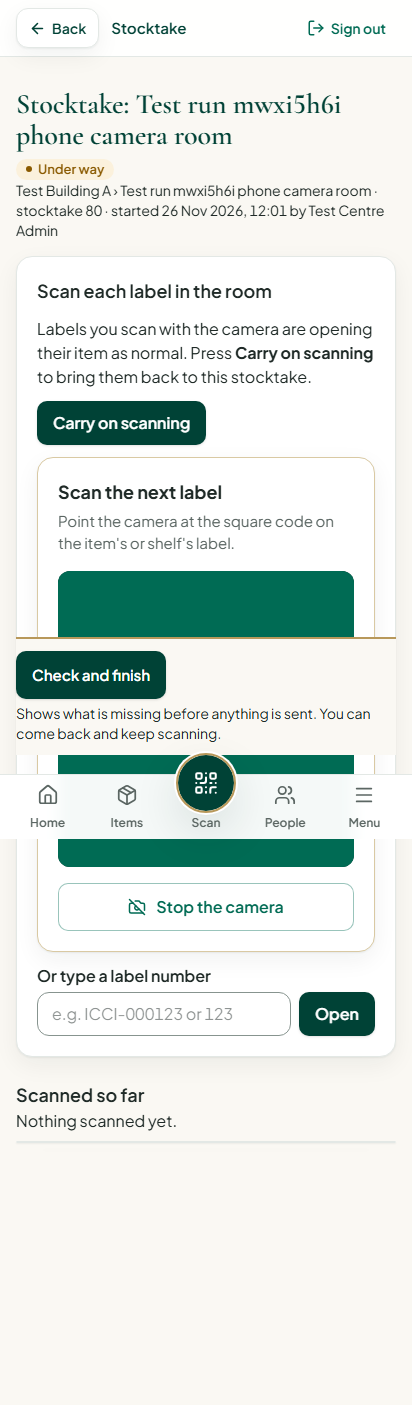 Back
Stocktake
Sign out
Stocktake: Test run mwxi5h6i
phone camera room
Under way
Test Building A › Test run mwxi5h6i phone camera room ·
stocktake 80 · started 26 Nov 2026, 12:01 by Test Centre
Admin
Scan each label in the room
Labels you scan with the camera are opening
their item as normal. Press Carry on scanning
to bring them back to this stocktake.
Carry on scanning
Scan the next label
Point the camera at the square code on
the item's or shelf's label.
Check and finish
Shows what is missing before anything is sent. You can
come back and keep scanning.
Home
Items
Scan
People
Menu
Stop the camera
Or type a label number
e.g. ICCI-000123 or 123
Open
Scanned so far
Nothing scanned yet.